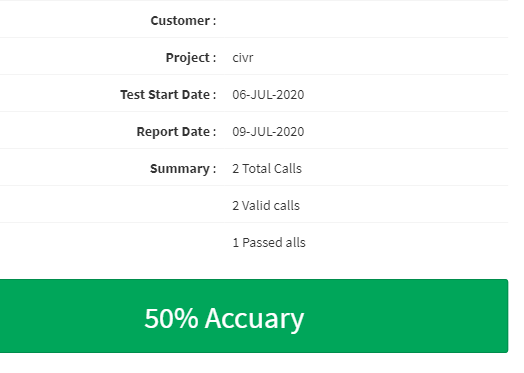 Customer :
Project : civr
Test Start Date : 06-JUL-2020
Report Date : 09-JUL-2020
Summary : 2 Total Calls
2 Valid calls
1 Passed alls
50% Accuary